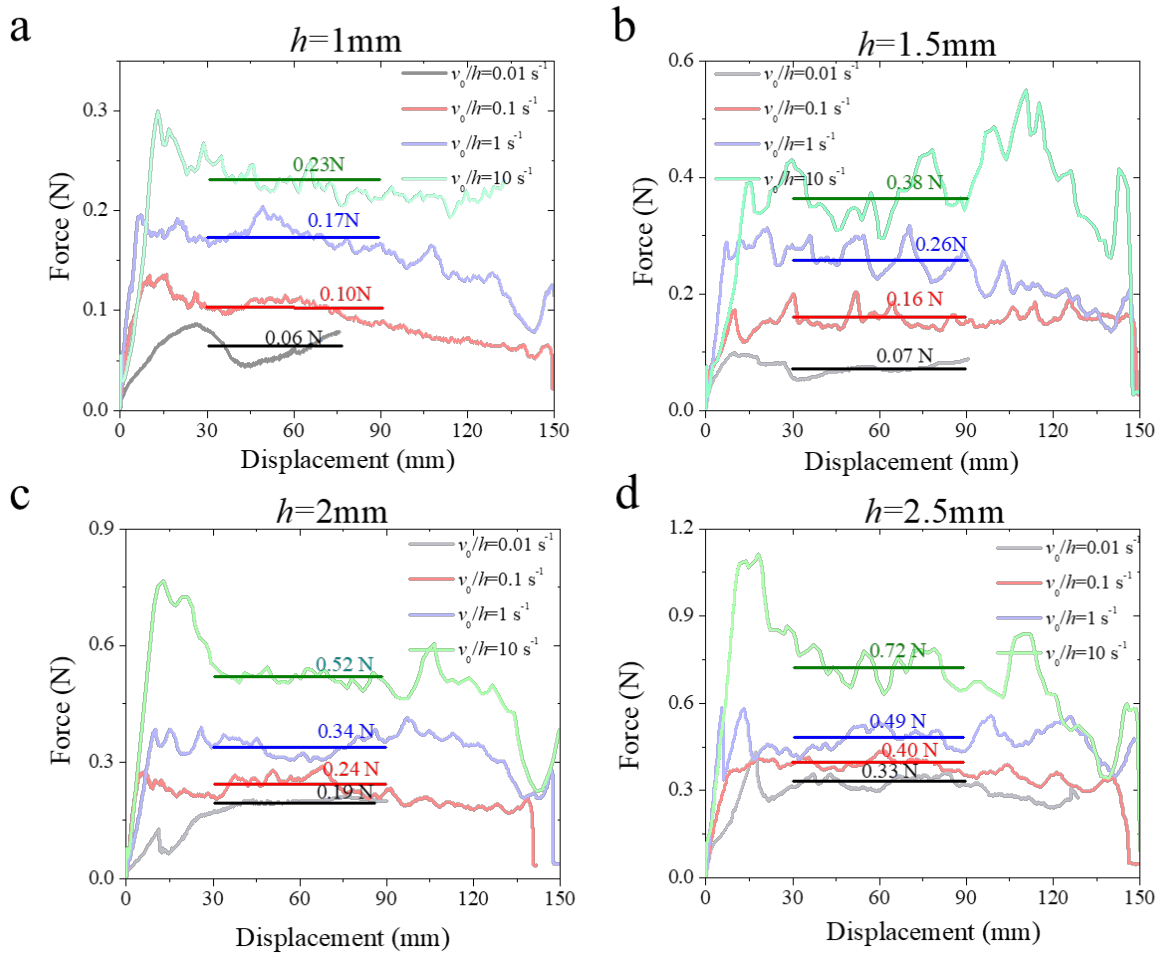 a
h=1mm
v₀/h=0.01 s⁻¹
v₀/h=0.1 s⁻¹
v₀/h=1 s⁻¹
v₀/h=10 s⁻¹
0.23N
0.17N
0.10N
0.06 N
0.3
0.2
0.1
0.0
Force (N)
0 30 60 90 120 150
Displacement (mm)
b
h=1.5mm
v₀/h=0.01 s⁻¹
v₀/h=0.1 s⁻¹
v₀/h=1 s⁻¹
v₀/h=10 s⁻¹
0.38 N
0.26N
0.16 N
0.07 N
0.6
0.4
0.2
0.0
Force (N)
0 30 60 90 120 150
Displacement (mm)
c
h=2mm
v₀/h=0.01 s⁻¹
v₀/h=0.1 s⁻¹
v₀/h=1 s⁻¹
v₀/h=10 s⁻¹
0.52 N
0.34 N
0.24 N
0.19 N
0.9
0.6
0.3
0.0
Force (N)
0 30 60 90 120 150
Displacement (mm)
d
h=2.5mm
v₀/h=0.01 s⁻¹
v₀/h=0.1 s⁻¹
v₀/h=1 s⁻¹
v₀/h=10 s⁻¹
0.72 N
0.49 N
0.40 N
0.33 N
1.2
0.9
0.6
0.3
0.0
Force (N)
0 30 60 90 120 150
Displacement (mm)